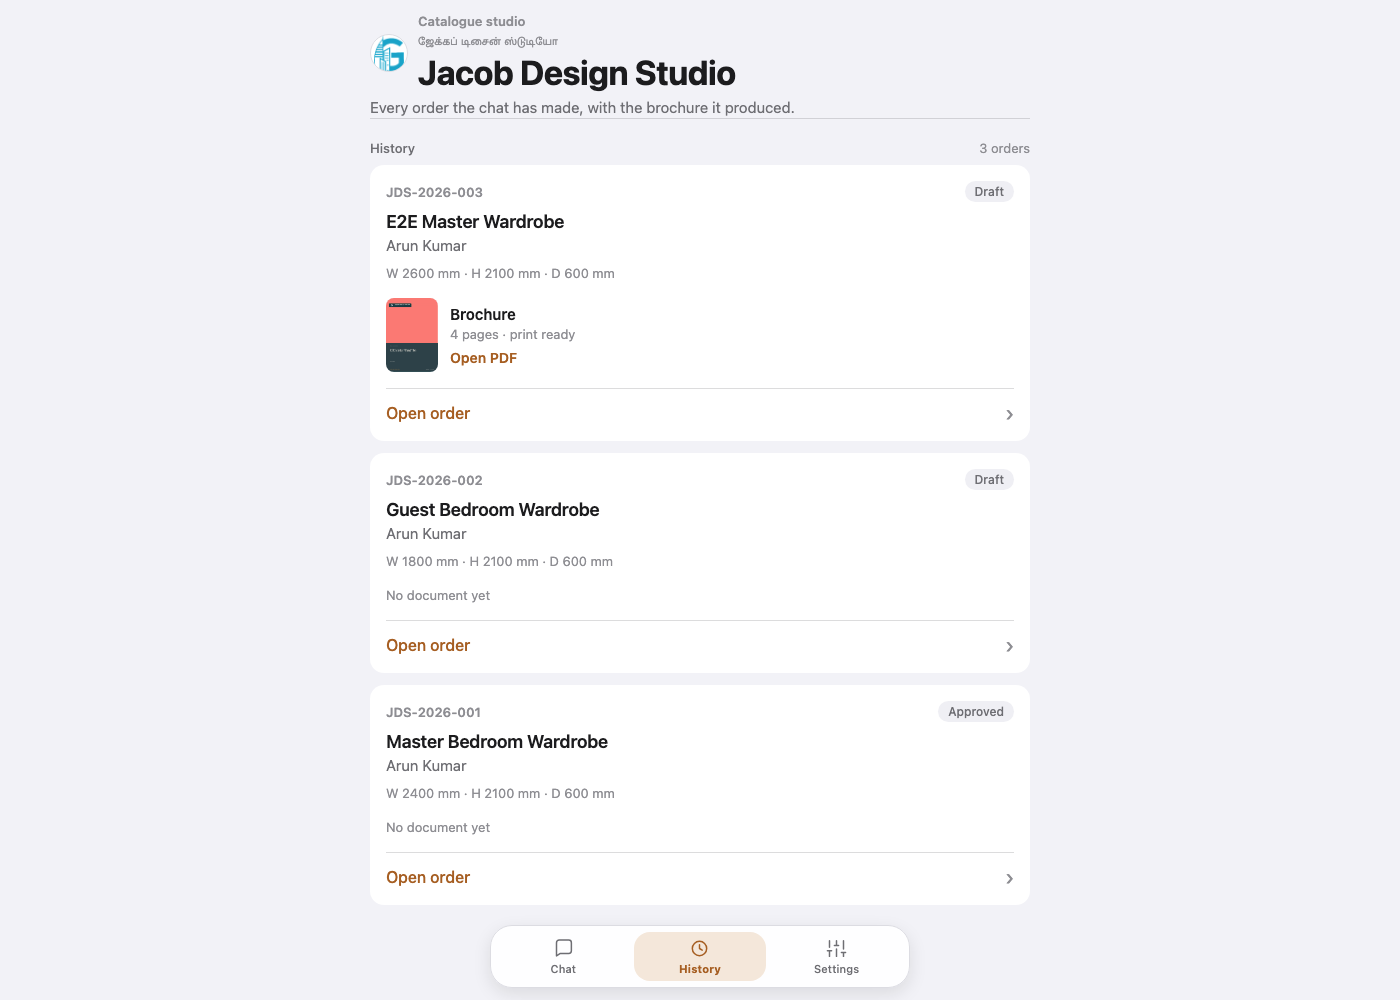 Catalogue studio
ஜேக்கப் டிசைன் ஸ்டுடியோ
Jacob Design Studio
Every order the chat has made, with the brochure it produced.
History
3 orders
JDS-2026-003
Draft
E2E Master Wardrobe
Arun Kumar
W 2600 mm · H 2100 mm · D 600 mm
Brochure
4 pages · print ready
Open PDF
Open order
JDS-2026-002
Draft
Guest Bedroom Wardrobe
Arun Kumar
W 1800 mm · H 2100 mm · D 600 mm
No document yet
Open order
JDS-2026-001
Approved
Master Bedroom Wardrobe
Arun Kumar
W 2400 mm · H 2100 mm · D 600 mm
No document yet
Open order
Chat
History
Settings